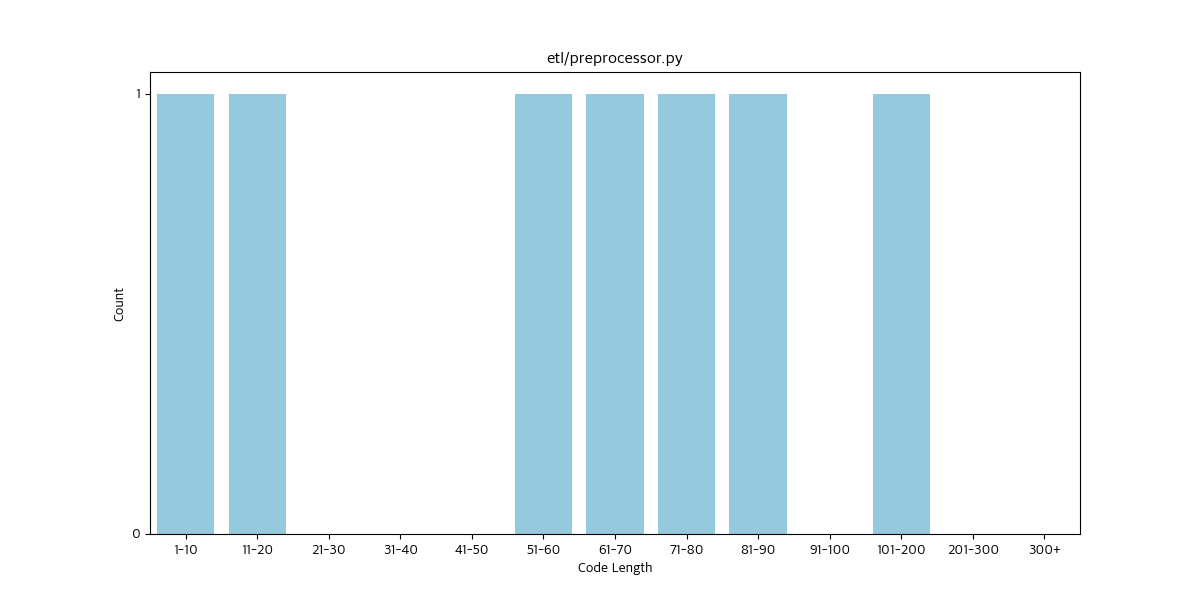 etl/preprocessor.py
1
Count
0
1-10 11-20 21-30 31-40 41-50 51-60 61-70 71-80 81-90 91-100 101-200 201-300 300+
Code Length